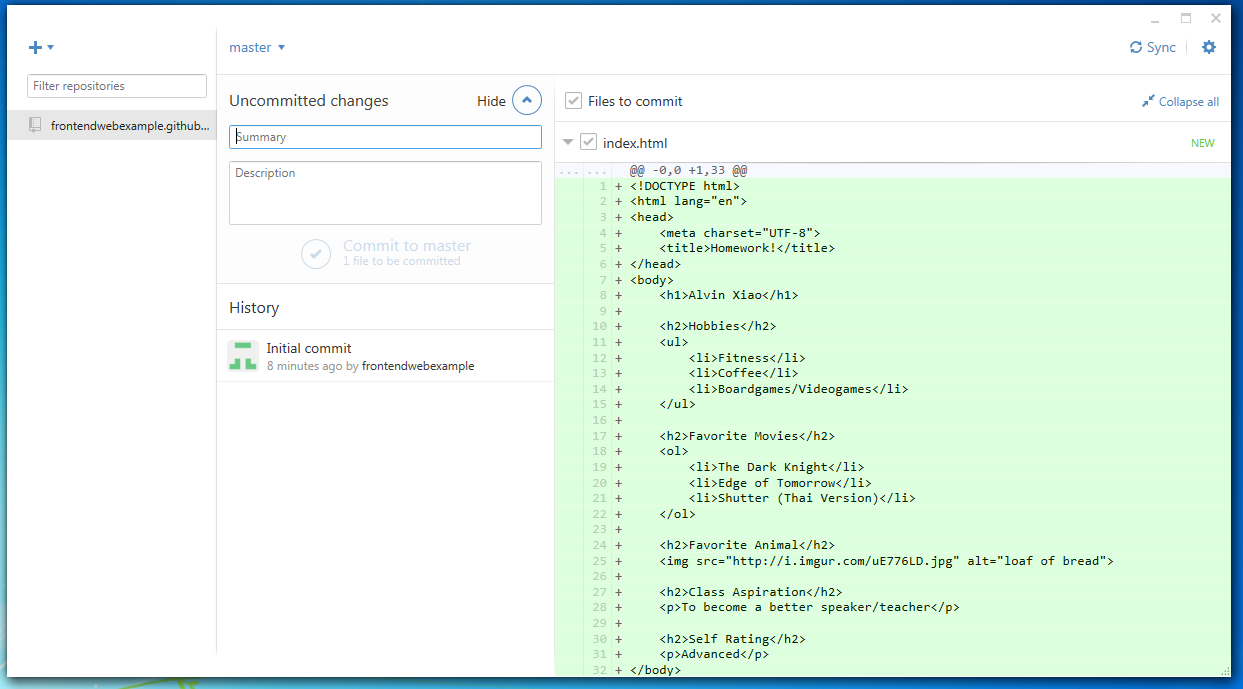 master
Sync
Filter repositories
frontendwebexample.github...
Uncommitted changes
Hide
Summary
Description
Commit to master
1 file to be committed
History
Initial commit
8 minutes ago by frontendwebexample
Files to commit
Collapse all
index.html
NEW
... ... @@ -0,0 +1,33 @@
1 + <!DOCTYPE html>
2 + <html lang="en">
3 + <head>
4 +     <meta charset="UTF-8">
5 +     <title>Homework!</title>
6 + </head>
7 + <body>
8 +     <h1>Alvin Xiao</h1>
9 +
10 +     <h2>Hobbies</h2>
11 +     <ul>
12 +         <li>Fitness</li>
13 +         <li>Coffee</li>
14 +         <li>Boardgames/Videogames</li>
15 +     </ul>
16 +
17 +     <h2>Favorite Movies</h2>
18 +     <ol>
19 +         <li>The Dark Knight</li>
20 +         <li>Edge of Tomorrow</li>
21 +         <li>Shutter (Thai Version)</li>
22 +     </ol>
23 +
24 +     <h2>Favorite Animal</h2>
25 +     <img src="http://i.imgur.com/uE776LD.jpg" alt="loaf of bread">
26 +
27 +     <h2>Class Aspiration</h2>
28 +     <p>To become a better speaker/teacher</p>
29 +
30 +     <h2>Self Rating</h2>
31 +     <p>Advanced</p>
32 + </body>